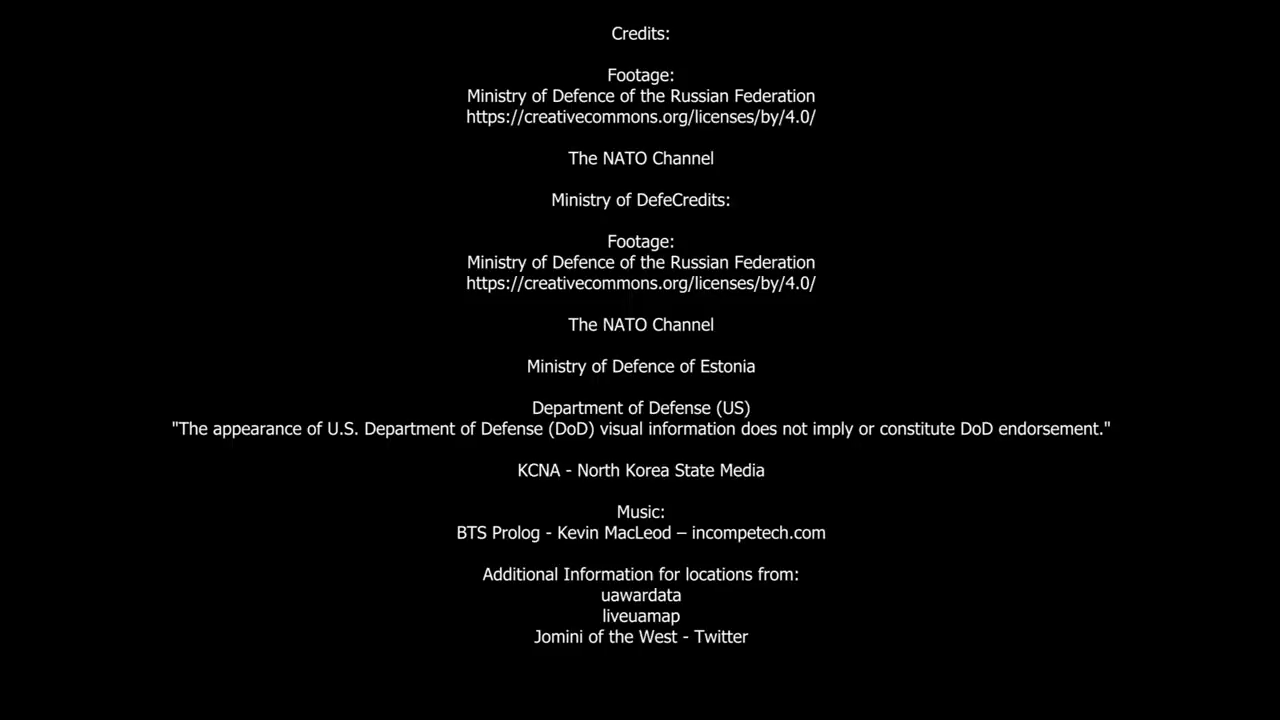 Credits:
Footage:
Ministry of Defence of the Russian Federation
https://creativecommons.org/licenses/by/4.0/
The NATO Channel
Ministry of DefeCredits:
Footage:
Ministry of Defence of the Russian Federation
https://creativecommons.org/licenses/by/4.0/
The NATO Channel
Ministry of Defence of Estonia
Department of Defense (US)
"The appearance of U.S. Department of Defense (DoD) visual information does not imply or constitute DoD endorsement."
KCNA - North Korea State Media
Music:
BTS Prolog - Kevin MacLeod – incompetech.com
Additional Information for locations from:
uawardata
liveuamap
Jomini of the West - Twitter